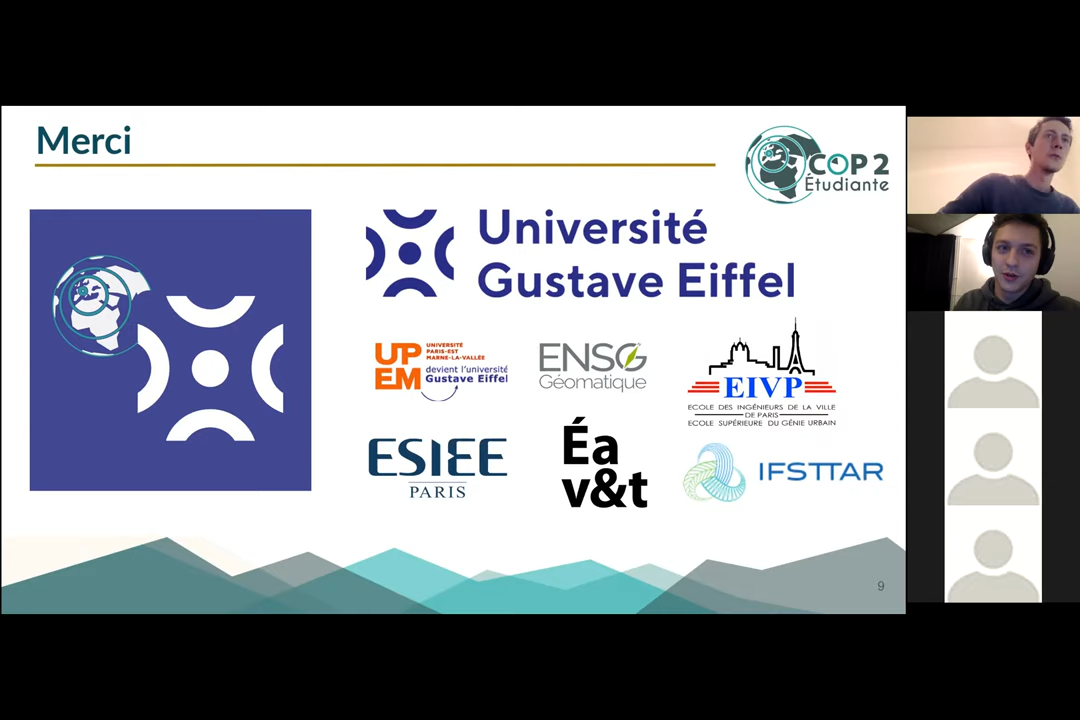 Merci
COP 2
Étudiante
Université
Gustave Eiffel
UP
EM
UNIVERSITÉ
PARIS-EST
MARNE-LA-VALLÉE
devient l'université
Gustave Eiffel
ENSG
Géomatique
EIVP
ECOLE DES INGÉNIEURS DE LA VILLE
DE PARIS
ECOLE SUPÉRIEURE DU GÉNIE URBAIN
ESIEE
PARIS
Éa
v&t
IFSTTAR
9